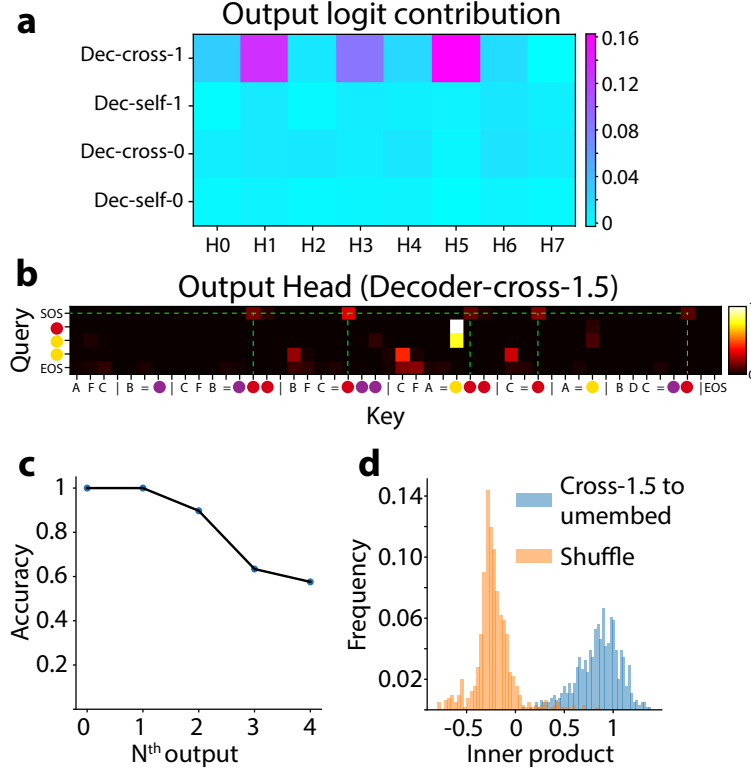 a
Output logit contribution
Dec-cross-1
Dec-self-1
Dec-cross-0
Dec-self-0
H0 H1 H2 H3 H4 H5 H6 H7
0.16
0.12
0.08
0.04
0
b
Output Head (Decoder-cross-1.5)
Query
SOS
EOS
A F C | B = | C F B = | B F C = | C F A = | C = | A = | B D C = | EOS
Key
c
Accuracy
1
0.8
0.6
0.4
0.2
0 1 2 3 4
Nth output
d
Frequency
0.14
0.10
0.06
0.02
Cross-1.5 to
umembed
Shuffle
-0.5 0 0.5 1
Inner product